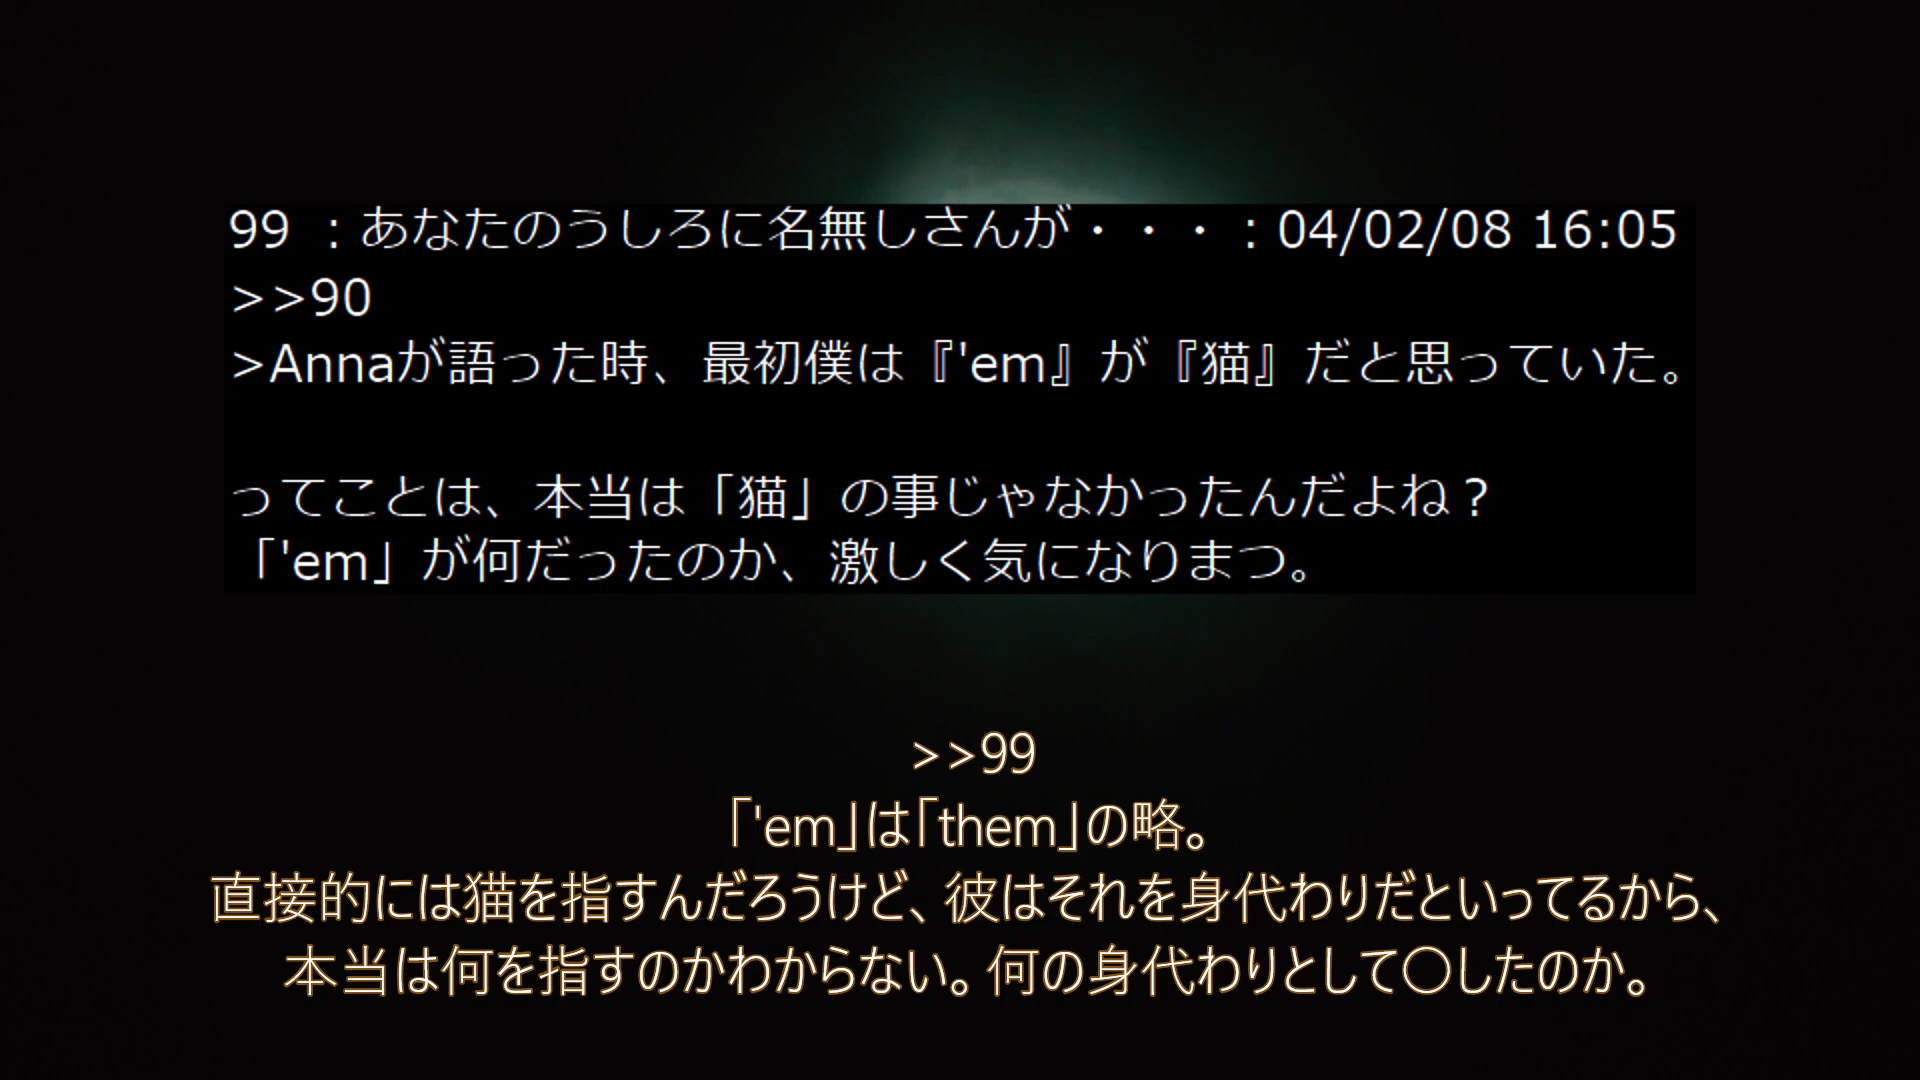 99 ：あなたのうしろに名無しさんが・・・：04/02/08 16:05
>>90
>Annaが語った時、最初僕は『'em』が『猫』だと思っていた。
ってことは、本当は「猫」の事じゃなかったんだよね？
「'em」が何だったのか、激しく気になりまつ。
>>99
「'em」は「them」の略。
直接的には猫を指すんだろうけど、彼はそれを身代わりだといってるから、
本当は何を指すのかわからない。何の身代わりとして〇したのか。